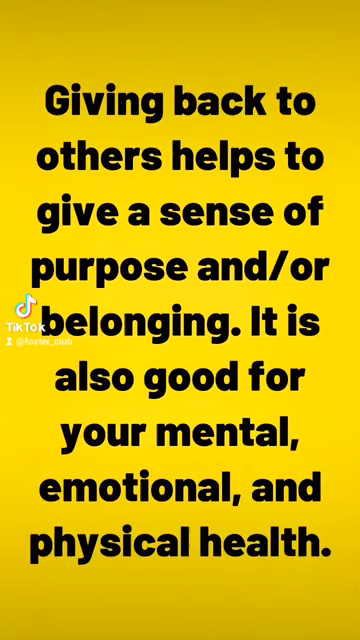 Giving back to
others helps to
give a sense of
purpose and/or
TikTok
belonging. It is
@foster_club
also good for
your mental,
emotional, and
physical health.